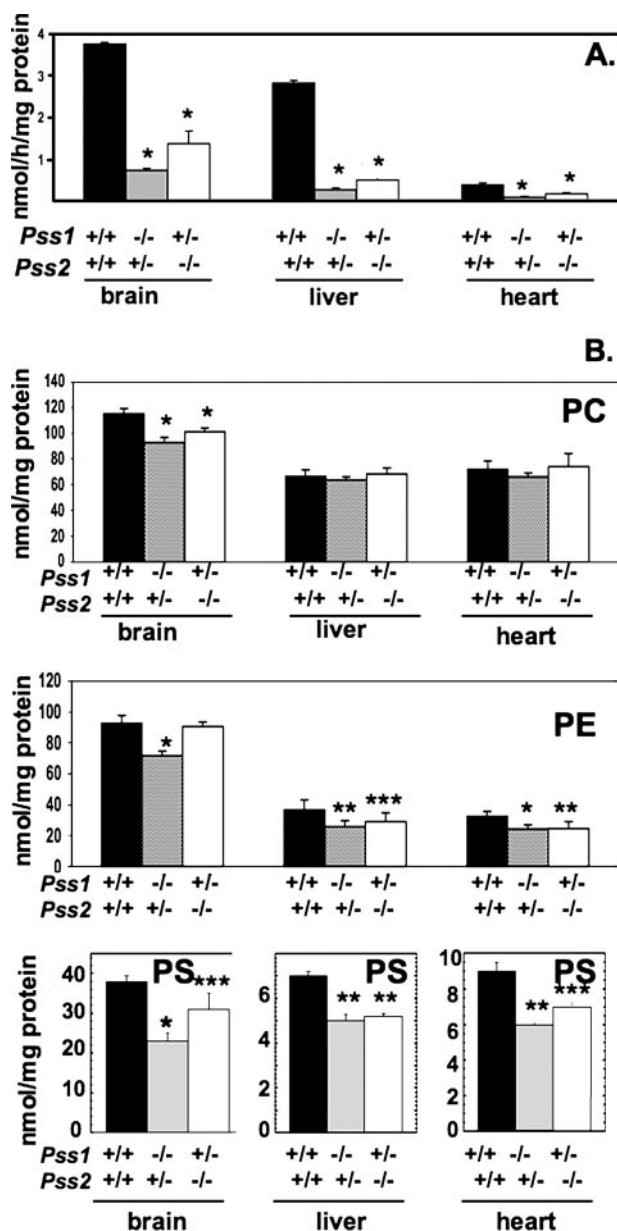 A.
nmol/h/mg protein
4
3
2
1
* * * * * *
Pss1 +/+ -/- +/- +/+ -/- +/- +/+ -/- +/-
Pss2 +/+ +/- -/- +/+ +/- -/- +/+ +/- -/-
brain liver heart
B.
PC
nmol/mg protein
140
120
100
80
60
40
20
0
* *
Pss1 +/+ -/- +/- +/+ -/- +/- +/+ -/- +/-
Pss2 +/+ +/- -/- +/+ +/- -/- +/+ +/- -/-
brain liver heart
PE
nmol/mg protein
120
100
80
60
40
20
0
* ** *** * **
Pss1 +/+ -/- +/- +/+ -/- +/- +/+ -/- +/-
Pss2 +/+ +/- -/- +/+ +/- -/- +/+ +/- -/-
nmol/mg protein
PS
40
30
20
10
0
* ***
PS
6
4
2
0
** **
PS
10
8
6
4
2
0
** ***
Pss1 +/+ -/- +/- +/+ -/- +/- +/+ -/- +/-
Pss2 +/+ +/- -/- +/+ +/- -/- +/+ +/- -/-
brain liver heart